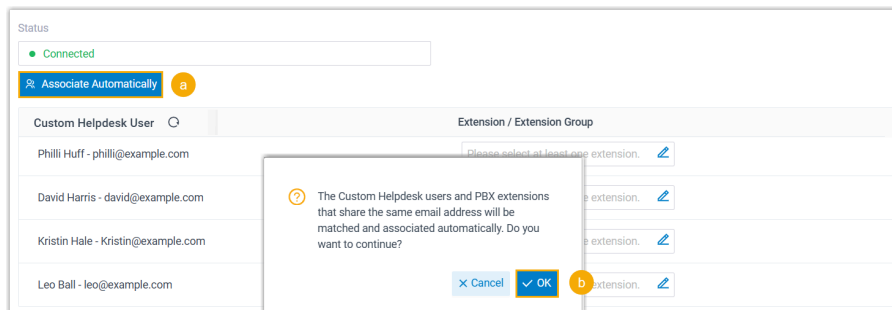 Status
Connected
Associate Automatically
a
Custom Helpdesk User
Extension / Extension Group
Philli Huff - philli@example.com
Please select at least one extension.
David Harris - david@example.com
e extension.
Kristin Hale - Kristin@example.com
e extension.
Leo Ball - leo@example.com
extension.
The Custom Helpdesk users and PBX extensions
that share the same email address will be
matched and associated automatically. Do you
want to continue?
Cancel
OK
b